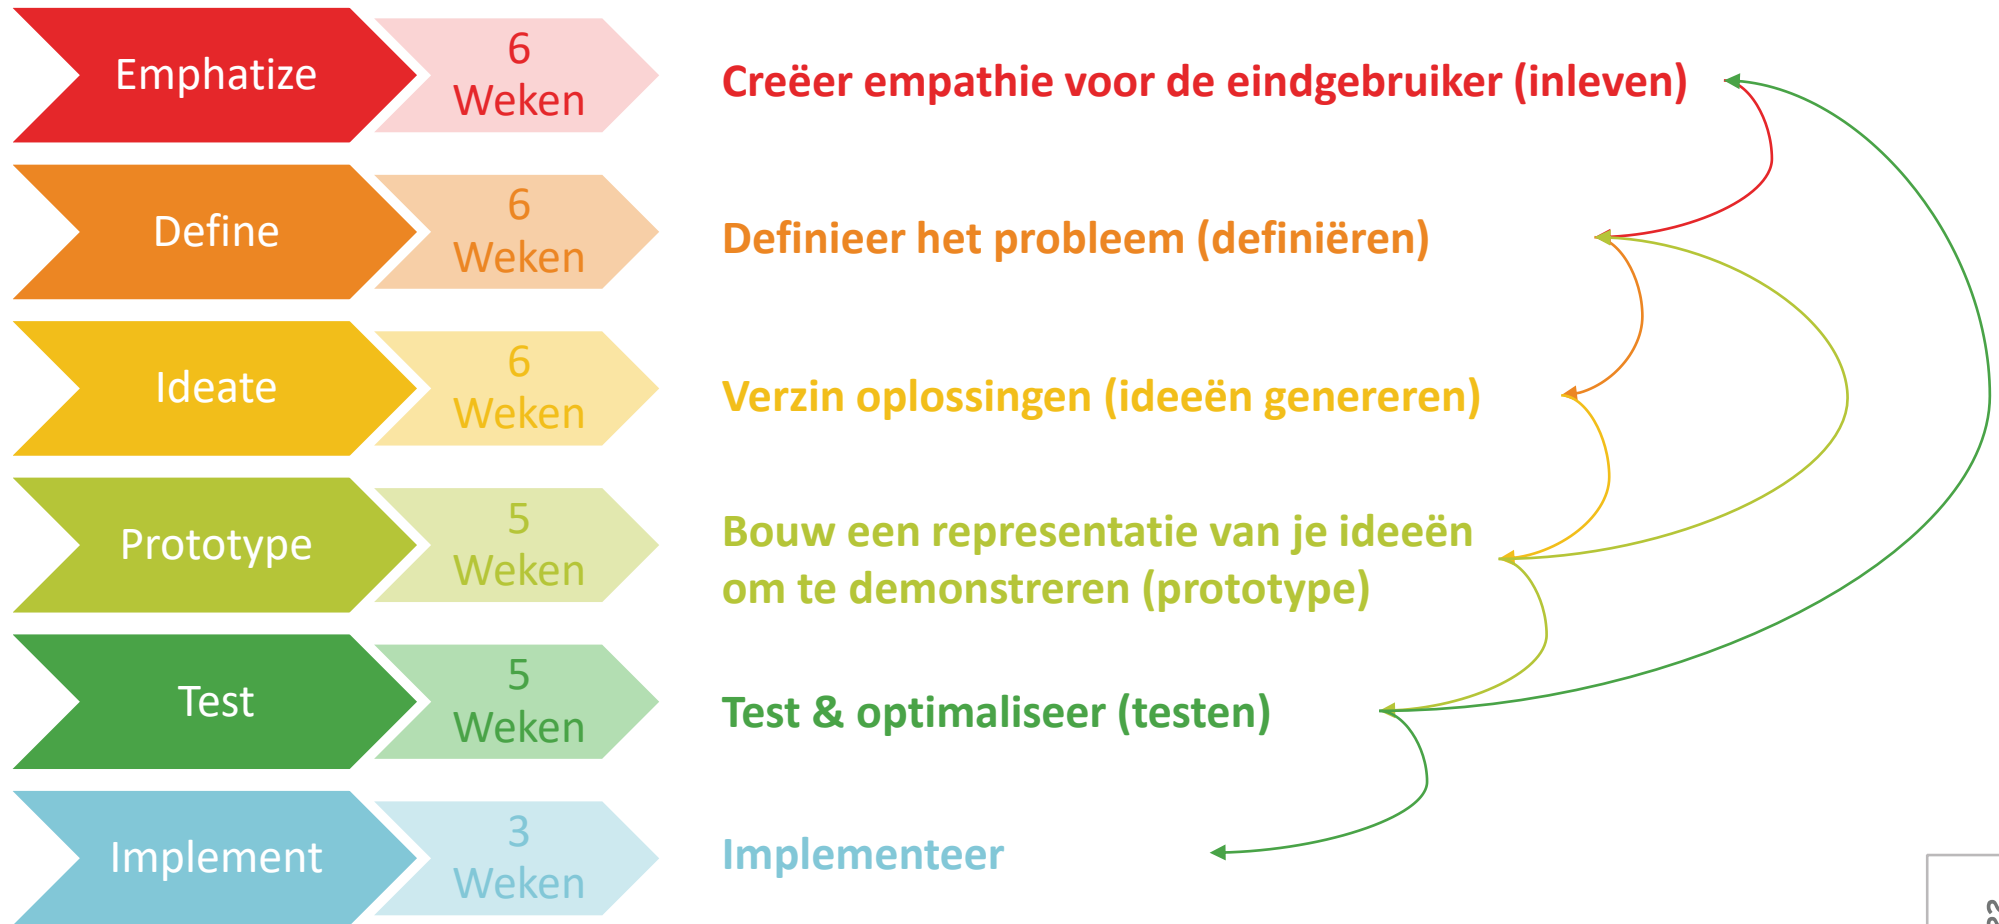 Emphatize
6
Weken
Creëer empathie voor de eindgebruiker (inleven)
Define
6
Weken
Definieer het probleem (definiëren)
Ideate
6
Weken
Verzin oplossingen (ideeën genereren)
Prototype
5
Weken
Bouw een representatie van je ideeën
om te demonstreren (prototype)
Test
5
Weken
Test & optimaliseer (testen)
Implement
3
Weken
Implementeer